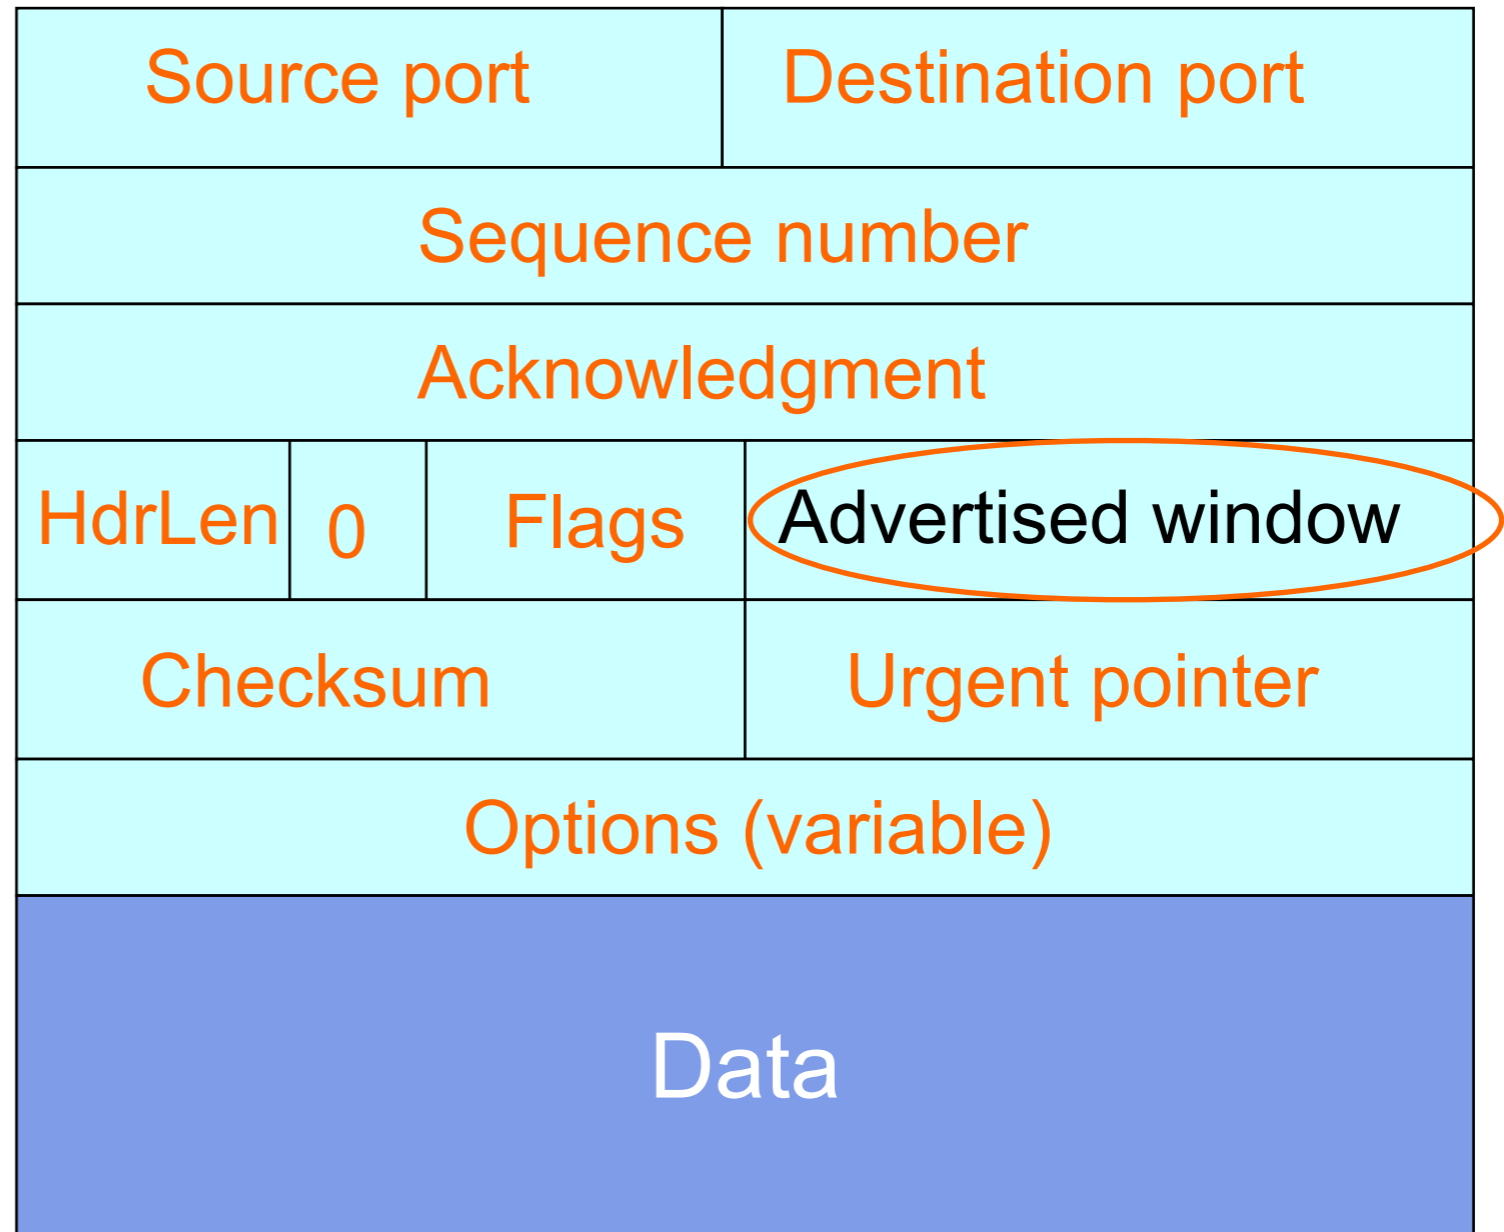 Source port Destination port
Sequence number
Acknowledgment
HdrLen 0 Flags Advertised window
Checksum Urgent pointer
Options (variable)
Data